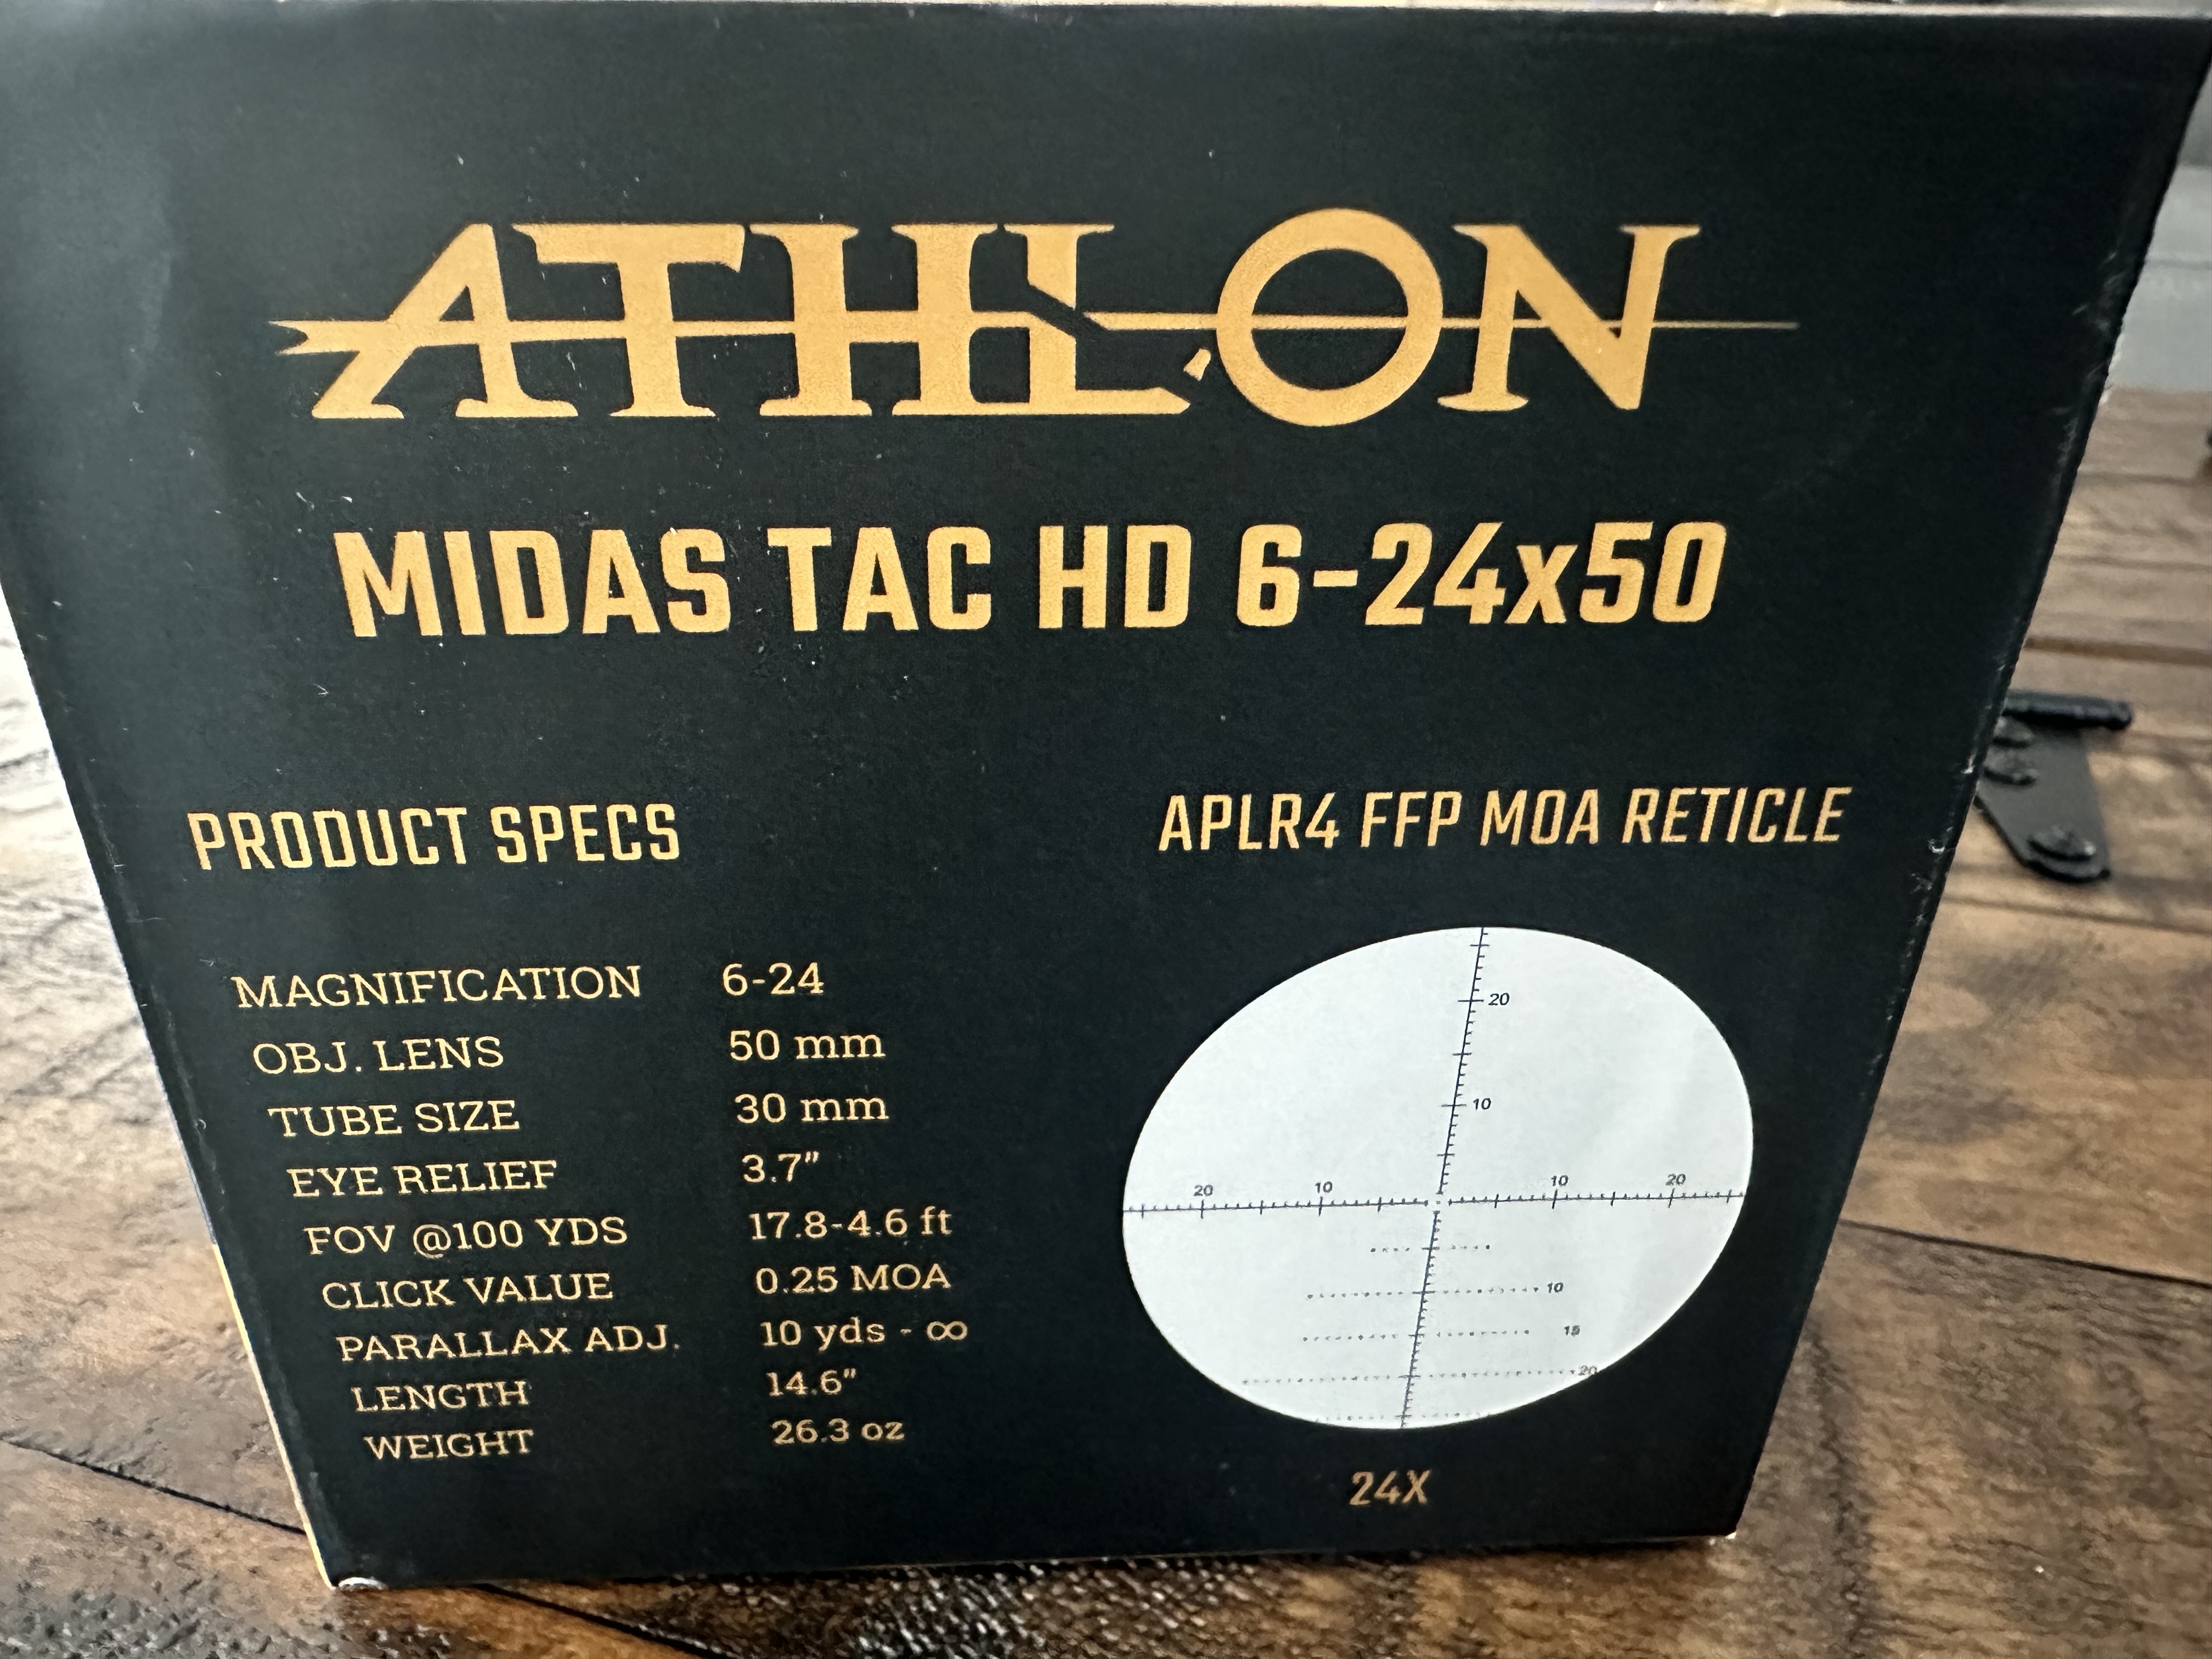 ATHLON
MIDAS TAC HD 6-24x50
PRODUCT SPECS
MAGNIFICATION 6-24
OBJ. LENS 50 mm
TUBE SIZE 30 mm
EYE RELIEF 3.7"
FOV @100 YDS 17.8-4.6 ft
CLICK VALUE 0.25 MOA
PARALLAX ADJ. 10 yds - ∞
LENGTH 14.6"
WEIGHT 26.3 oz
APLR4 FFP MOA RETICLE
20
10
20 10 10 20
10
15
20
24X